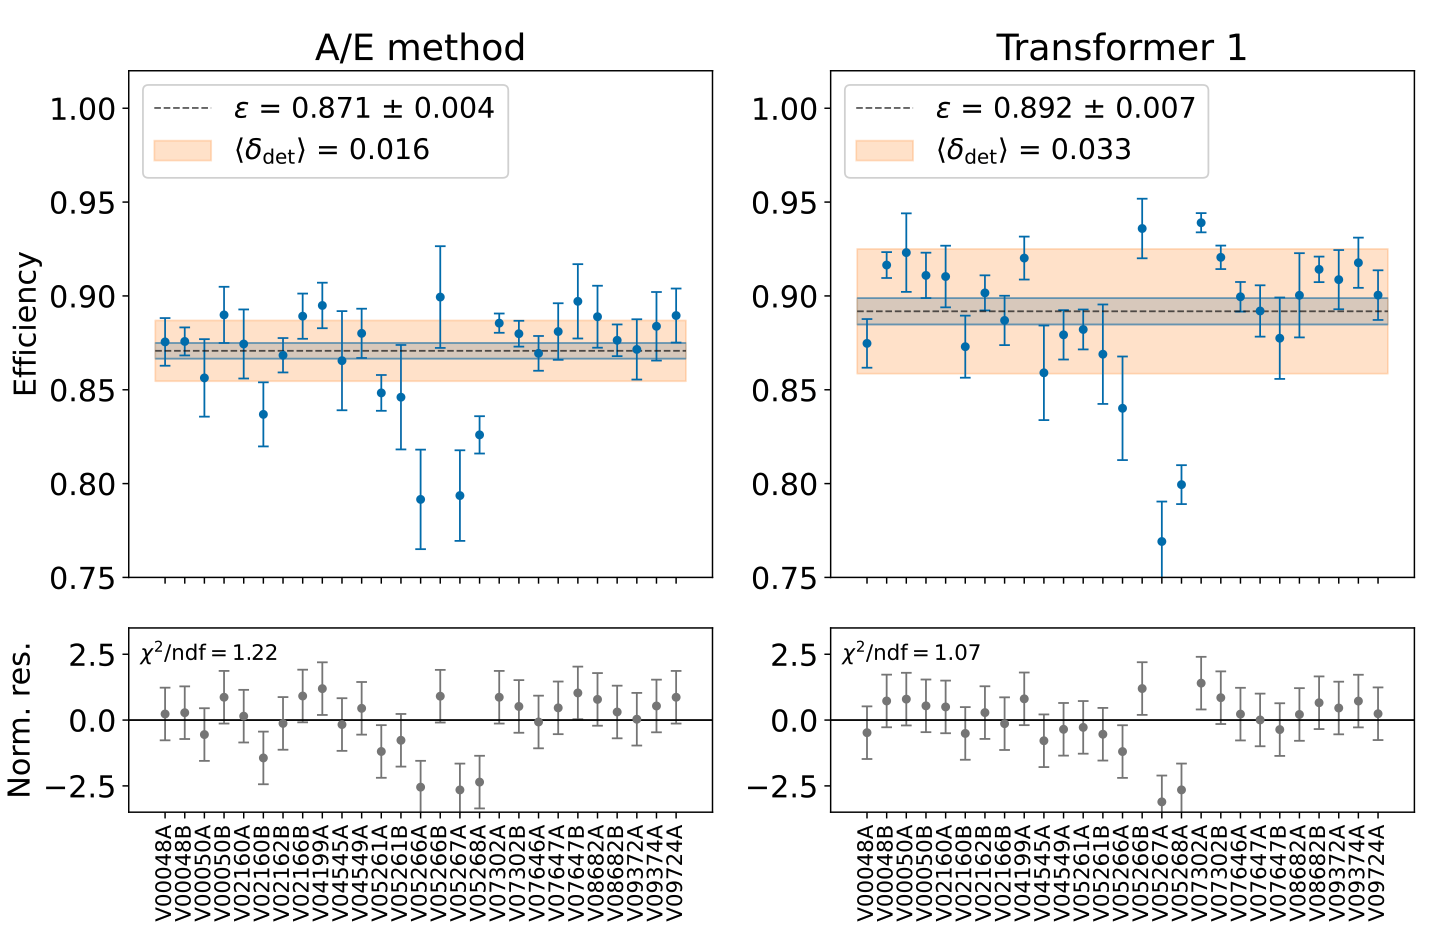 A/E method
Transformer 1
Efficiency
1.00
0.95
0.90
0.85
0.80
0.75
ε = 0.871 ± 0.004
⟨δdet⟩ = 0.016
1.00
0.95
0.90
0.85
0.80
0.75
ε = 0.892 ± 0.007
⟨δdet⟩ = 0.033
Norm. res.
2.5
0.0
−2.5
χ²/ndf = 1.22
2.5
0.0
−2.5
χ²/ndf = 1.07
V00048A
V00048B
V00050A
V00050B
V02160A
V02160B
V02162B
V02166B
V04199A
V04545A
V04549A
V05261A
V05261B
V05266A
V05266B
V05267A
V05268A
V07302A
V07302B
V07646A
V07647A
V07647B
V08682A
V08682B
V09372A
V09374A
V09724A
V00048A
V00048B
V00050A
V00050B
V02160A
V02160B
V02162B
V02166B
V04199A
V04545A
V04549A
V05261A
V05261B
V05266A
V05266B
V05267A
V05268A
V07302A
V07302B
V07646A
V07647A
V07647B
V08682A
V08682B
V09372A
V09374A
V09724A